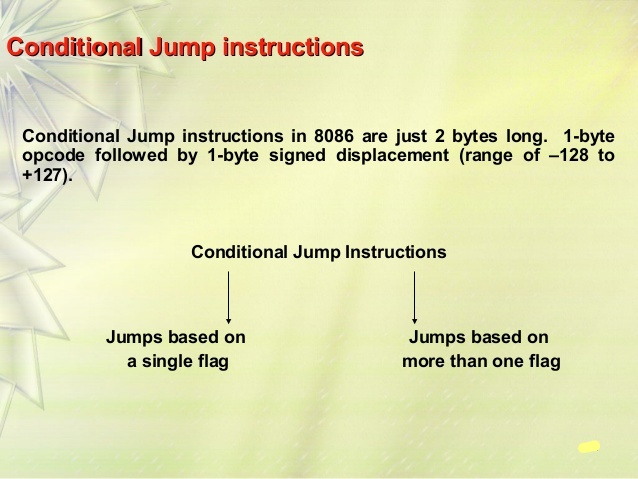 Conditional Jump instructions
Conditional Jump instructions in 8086 are just 2 bytes long. 1-byte
opcode followed by 1-byte signed displacement (range of –128 to
+127).
Conditional Jump Instructions
Jumps based on Jumps based on
a single flag more than one flag